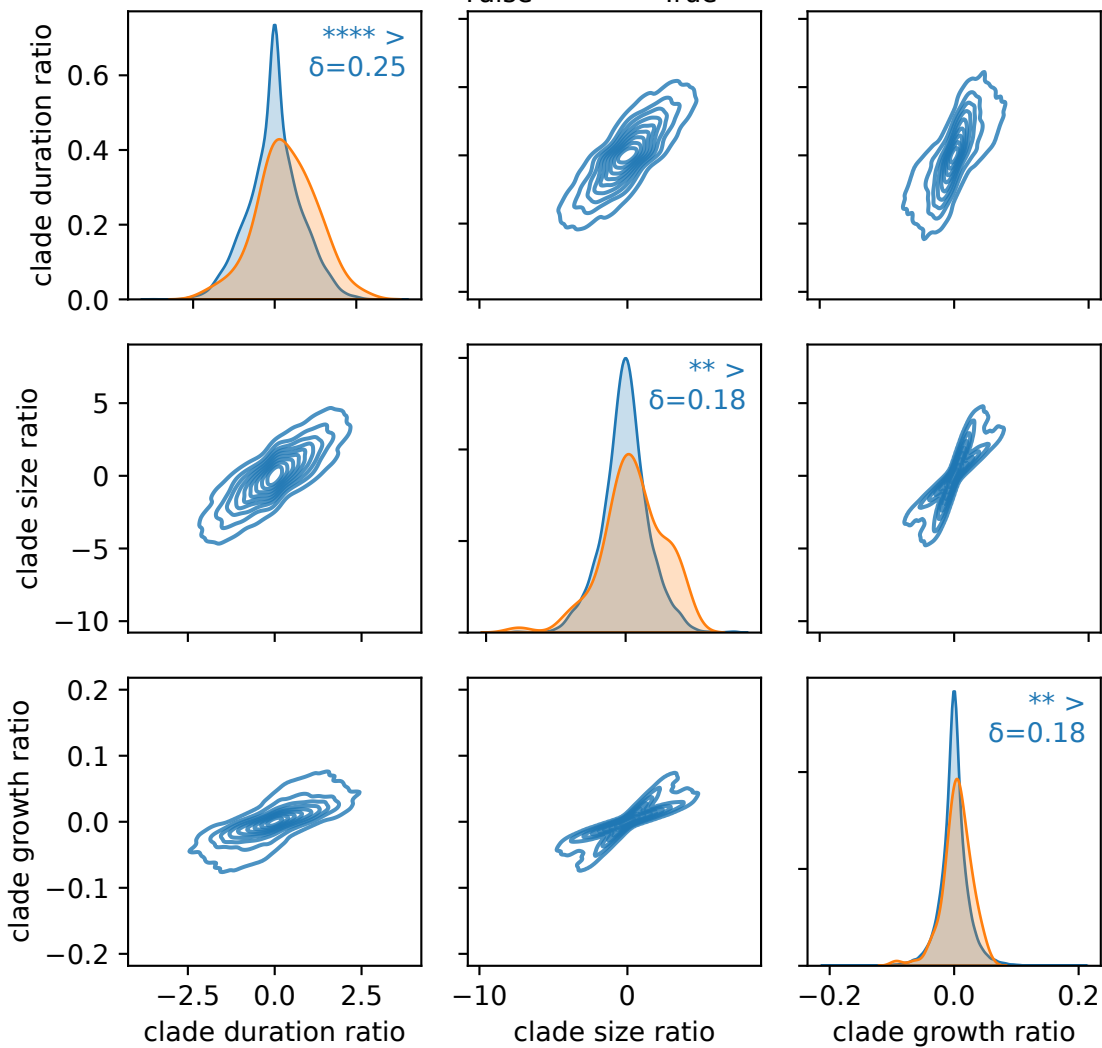 True
clade duration ratio
0.6
0.4
0.2
0.0
**** >
δ=0.25
clade size ratio
5
0
−5
−10
** >
δ=0.18
clade growth ratio
0.2
0.1
0.0
−0.1
−0.2
** >
δ=0.18
−2.5 0.0 2.5
−10 0
−0.2 0.0 0.2
clade duration ratio
clade size ratio
clade growth ratio